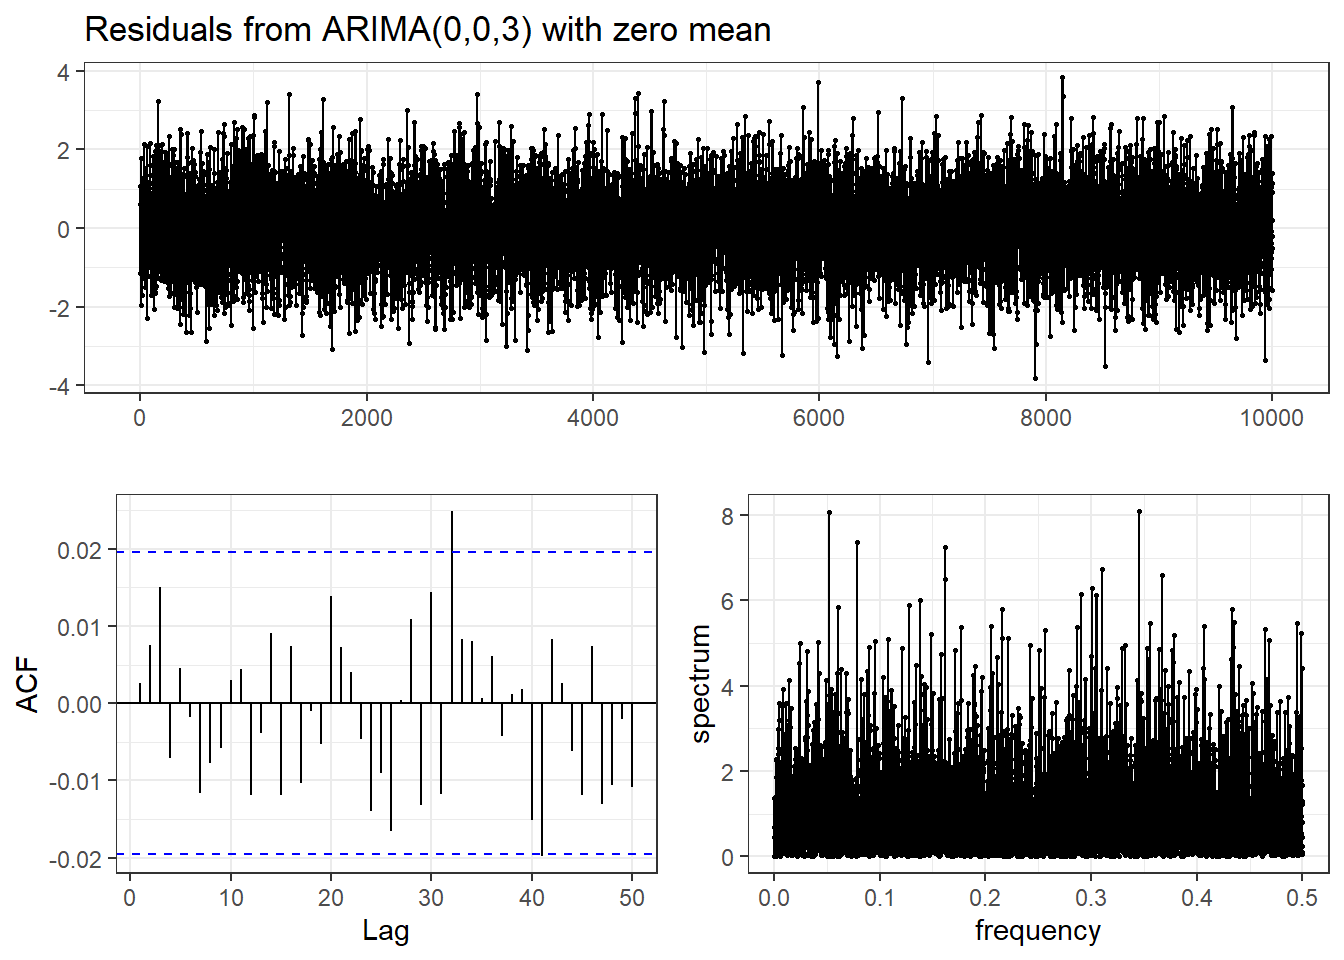 Residuals from ARIMA(0,0,3) with zero mean
4
2
0
-2
-4
0 2000 4000 6000 8000 10000
ACF
0.02
0.01
0.00
-0.01
-0.02
0 10 20 30 40 50
Lag
spectrum
8
6
4
2
0
0.0 0.1 0.2 0.3 0.4 0.5
frequency